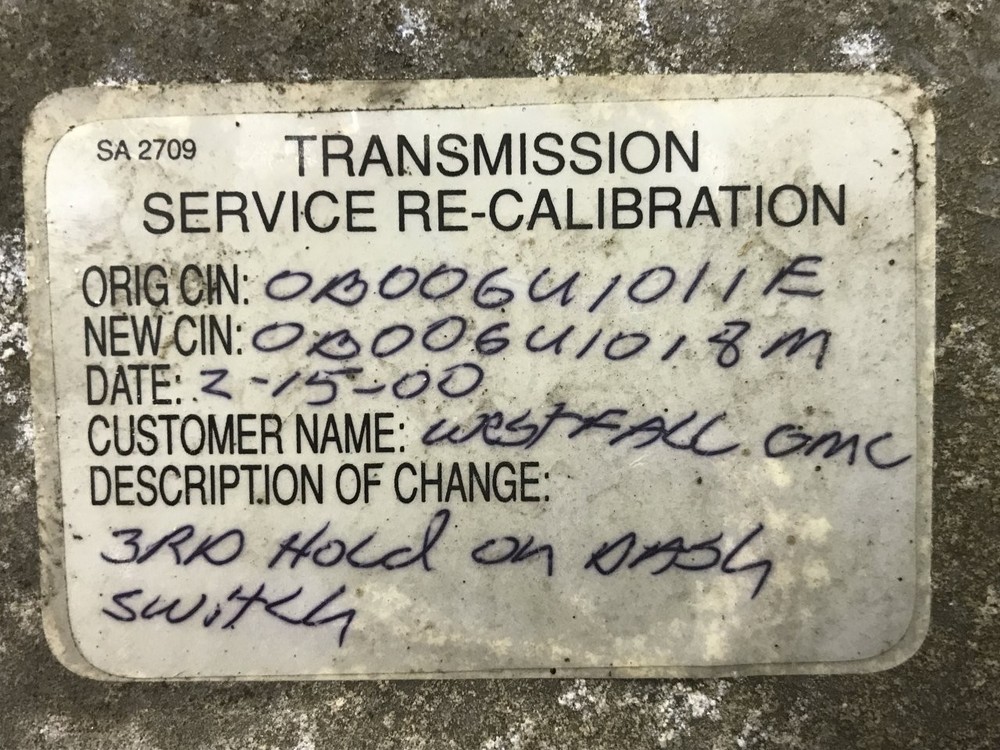 SA 2709
TRANSMISSION
SERVICE RE-CALIBRATION
ORIG CIN: 0B006U1011E
NEW CIN: 0B006U1018M
DATE: 2-15-00
CUSTOMER NAME: WESTFALL GMC
DESCRIPTION OF CHANGE:
3RD Hold on DASh
switch